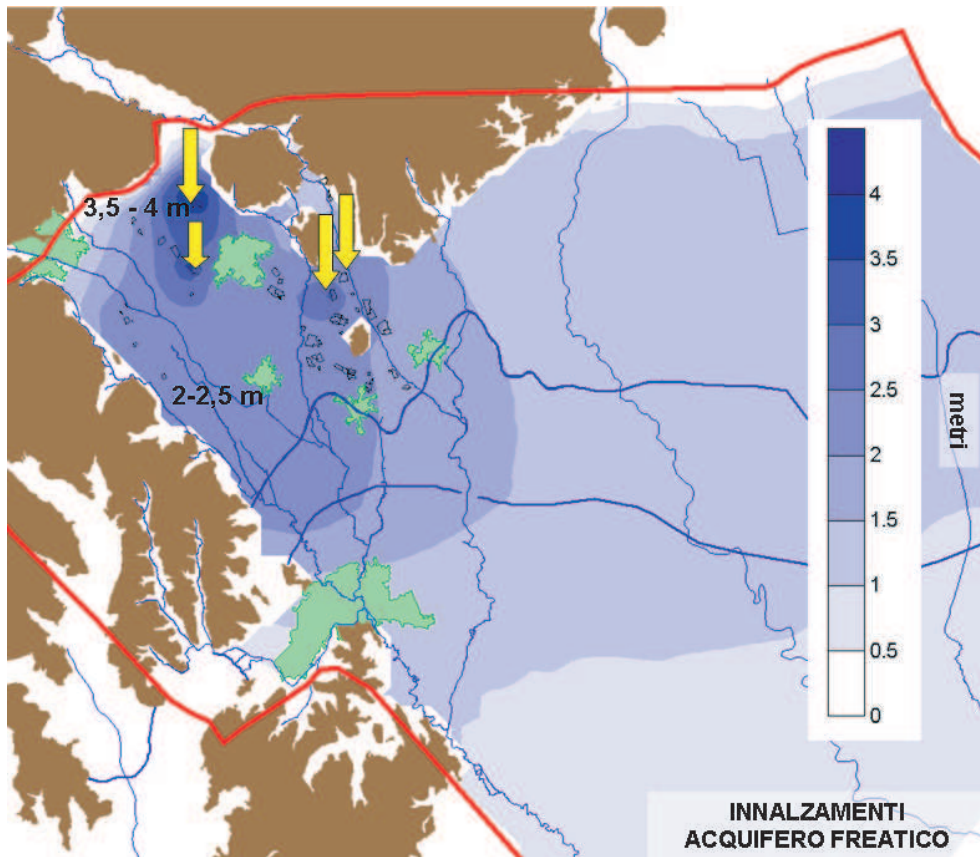 3,5 - 4 m
2-2,5 m
4
3.5
3
2.5
2
1.5
1
0.5
0
metri
INNALZAMENTI
ACQUIFERO FREATICO